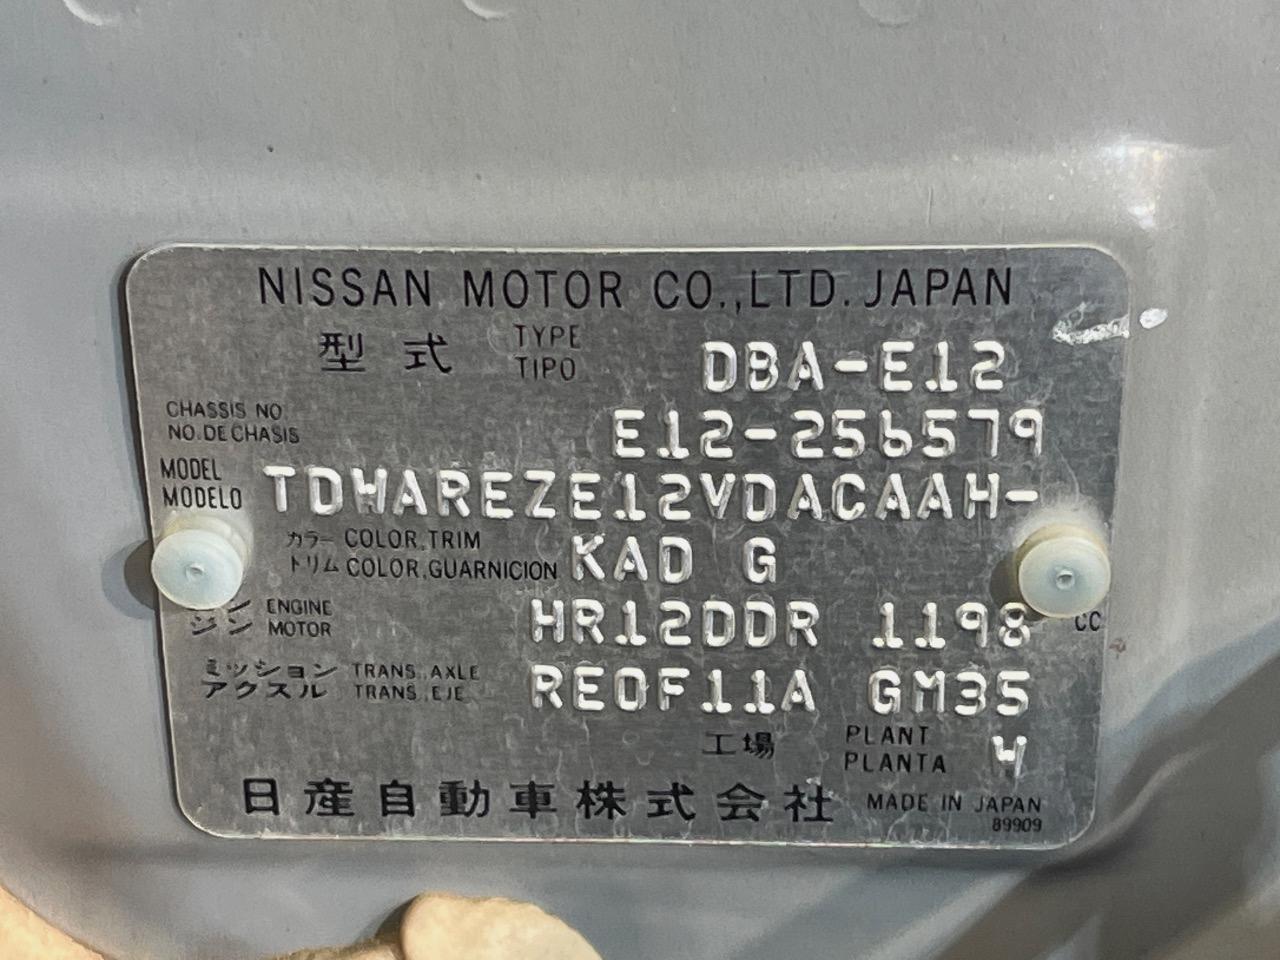 NISSAN MOTOR CO.,LTD. JAPAN
型式 TYPE TIPO DBA-E12
CHASSIS NO.
NO. DE CHASIS E12-256579
MODEL
MODELO TDWAREZE12VDACAAH-
カラー COLOR,TRIM
トリム COLOR,GUARNICION KAD G
ENGINE
ジン MOTOR HR12DDR 1198 CC
ミッション TRANS.,AXLE
アクスル TRANS.,EJE RE0F11A GM35
工場 PLANT
PLANTA W
日産自動車株式会社 MADE IN JAPAN
89909